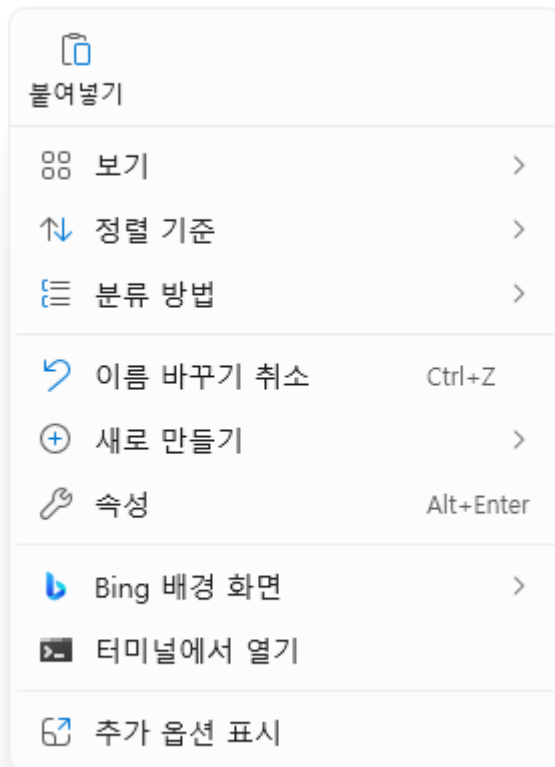 붙여넣기
보기
정렬 기준
분류 방법
이름 바꾸기 취소 Ctrl+Z
새로 만들기
속성 Alt+Enter
Bing 배경 화면
터미널에서 열기
추가 옵션 표시